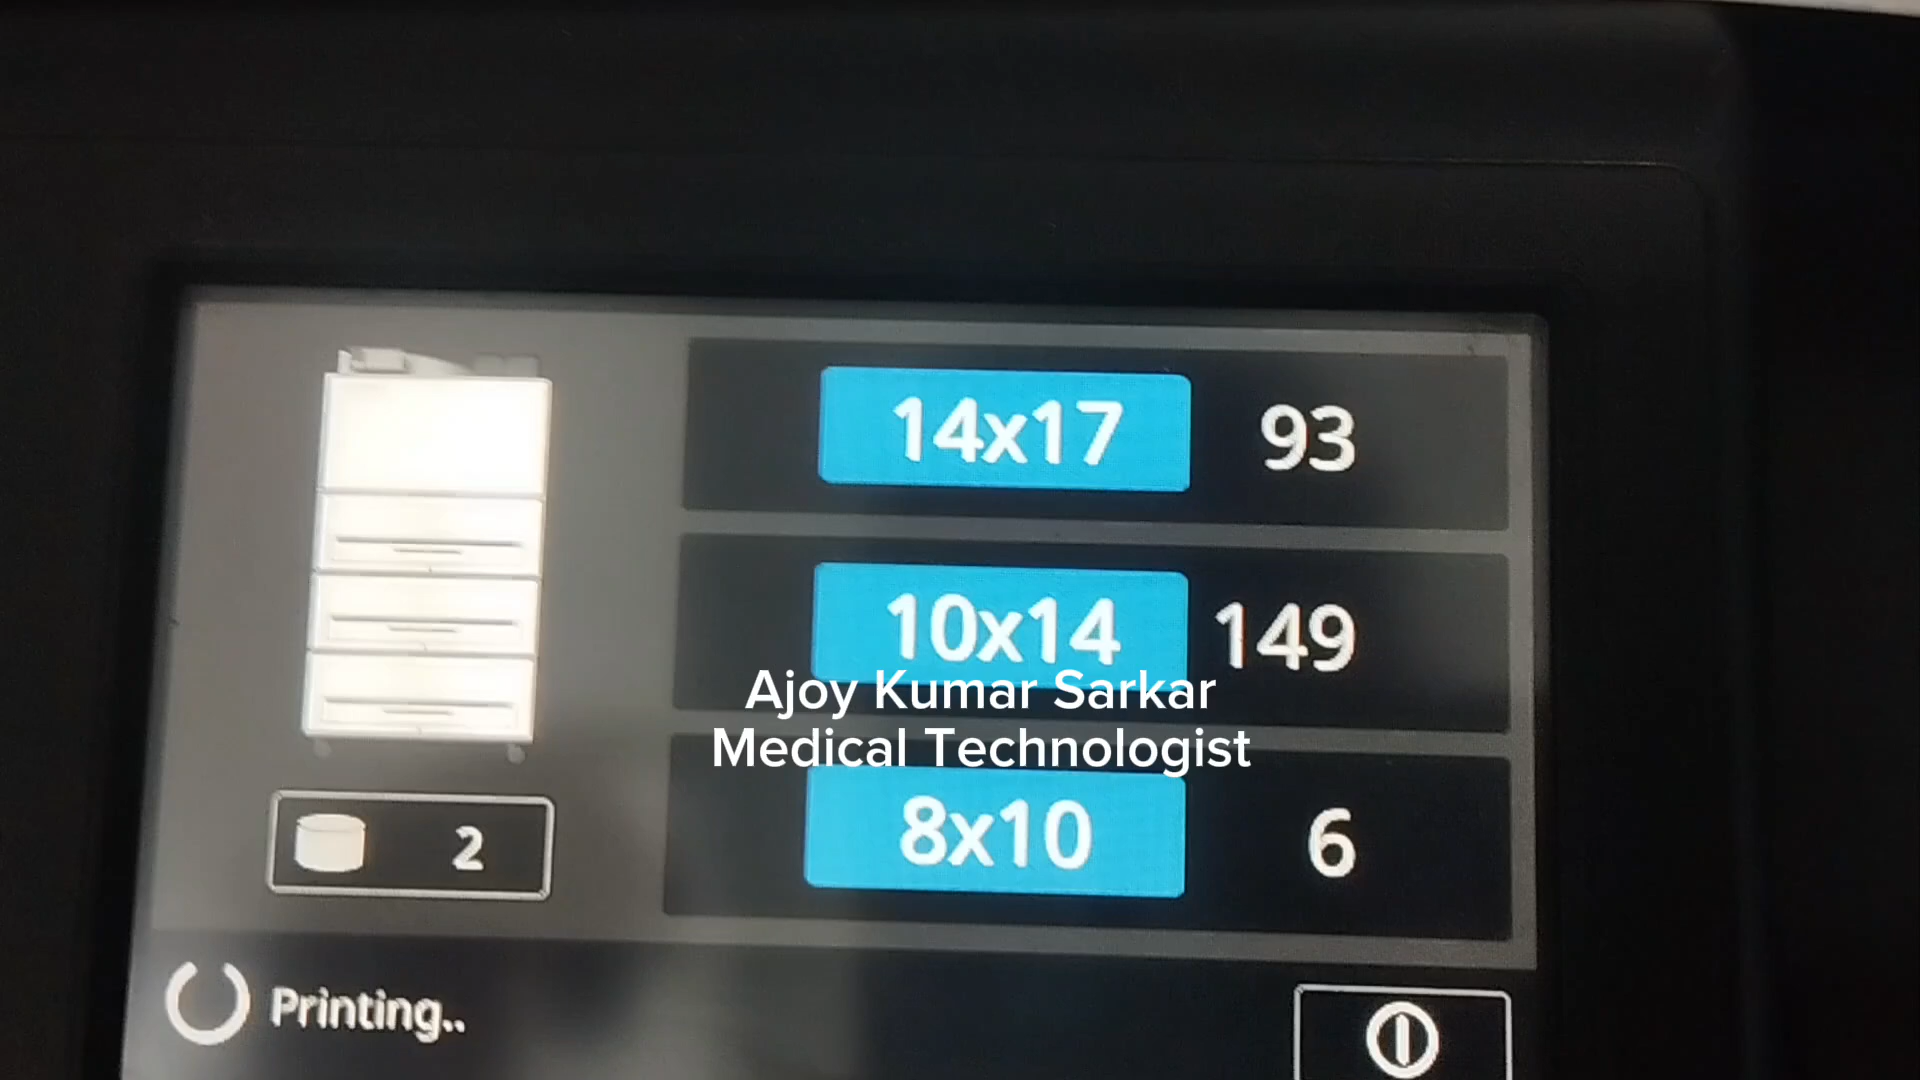 14x17 93
10x14 149
Ajoy Kumar Sarkar
Medical Technologist
8x10 6
2
Printing..